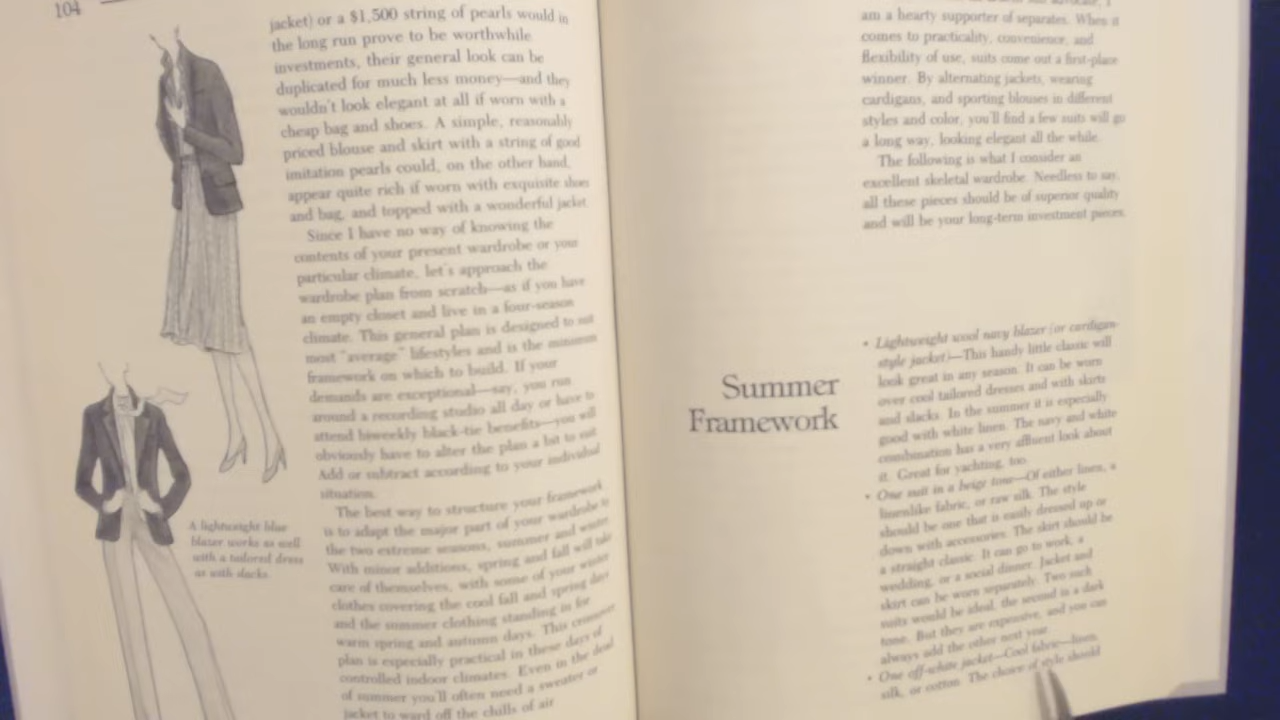 104
jacket) or a $1,500 string of pearls would in
the long run prove to be worthwhile
investments, their general look can be
duplicated for much less money—and they
wouldn't look elegant at all if worn with a
cheap bag and shoes. A simple, reasonably
priced blouse and skirt with a string of good
imitation pearls could, on the other hand,
appear quite rich if worn with exquisite shoes
and bag, and topped with a wonderful jacket.
Since I have no way of knowing the
contents of your present wardrobe or your
particular climate, let's approach the
wardrobe plan from scratch—as if you have
an empty closet and live in a four-season
climate. This general plan is designed to suit
most "average" lifestyles and is the minimum
framework on which to build. If your
demands are exceptional—say, you run
around a recording studio all day or have to
attend biweekly black-tie benefits—you will
obviously have to alter the plan a bit to suit
Add or subtract according to your individual
situation.
The best way to structure your framework
is to adapt the major part of your wardrobe to
the two extreme seasons, summer and winter.
With minor additions, spring and fall will take
care of themselves, with some of your winter
clothes covering the cool fall and spring days
and the summer clothing standing in for
warm spring and autumn days. This crossover
plan is especially practical in these days of
controlled indoor climates. Even in the dead
of summer you'll often need a sweater or
jacket to ward off the chills of air
A lightweight blue
blazer works as well
with a tailored dress
as with slacks.
am a hearty supporter of separates. When it
comes to practicality, convenience, and
flexibility of use, suits come out a first-place
winner. By alternating jackets, wearing
cardigans, and sporting blouses in different
styles and color, you'll find a few suits will go
a long way, looking elegant all the while.
The following is what I consider an
excellent skeletal wardrobe. Needless to say,
all these pieces should be of superior quality
and will be your long-term investment pieces.
Summer
Framework
• Lightweight wool navy blazer (or cardigan-
style jacket)—This handy little classic will
look great in any season. It can be worn
over cool tailored dresses and with skirts
and slacks. In the summer it is especially
good with white linen. The navy and white
combination has a very affluent look about
it. Great for yachting, too.
• One suit in a beige tone—Of either linen, a
linenlike fabric, or raw silk. The style
should be one that is easily dressed up or
down with accessories. The skirt should be
a straight classic. It can go to work, a
wedding, or a social dinner. Jacket and
skirt can be worn separately. Two such
suits would be ideal, the second in a dark
tone. But they are expensive, and you can
always add the other next year.
• One off-white jacket—Cool fabric—linen,
silk, or cotton. The choice of style should